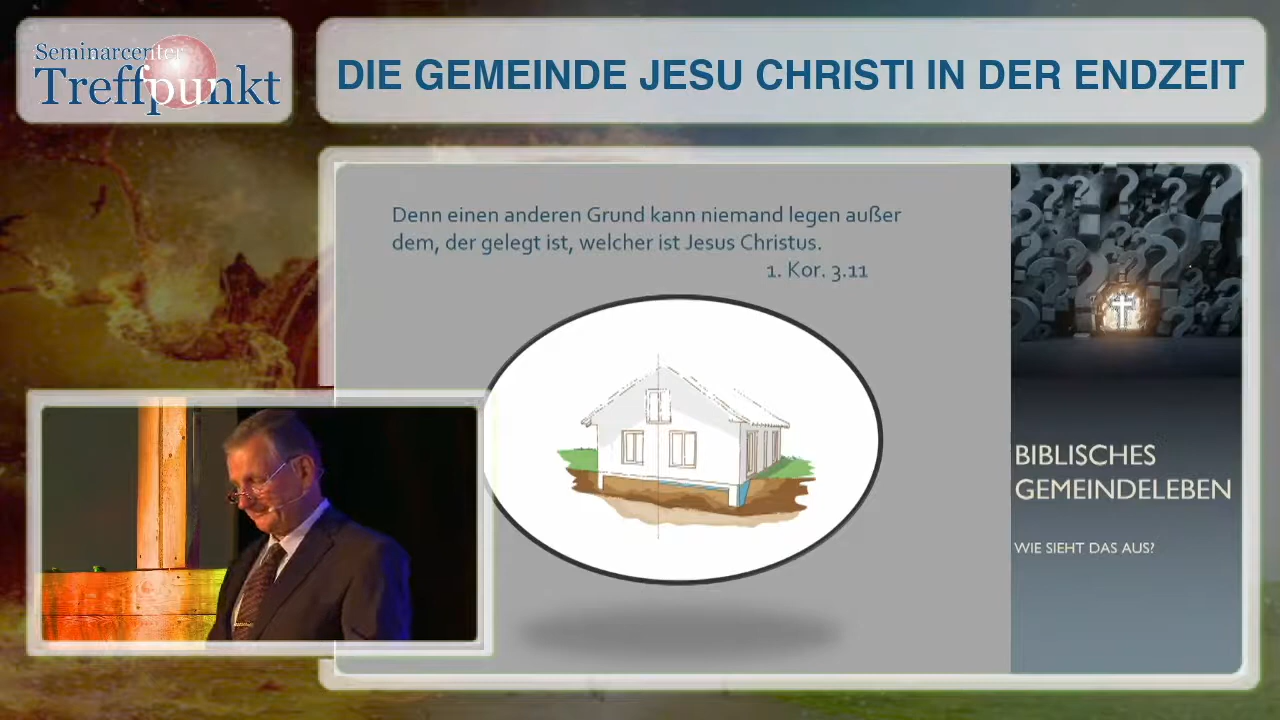 Seminarcenter
Treffpunkt
DIE GEMEINDE JESU CHRISTI IN DER ENDZEIT
Denn einen anderen Grund kann niemand legen außer
dem, der gelegt ist, welcher ist Jesus Christus.
1. Kor. 3.11
BIBLISCHES
GEMEINDELEBEN
WIE SIEHT DAS AUS?